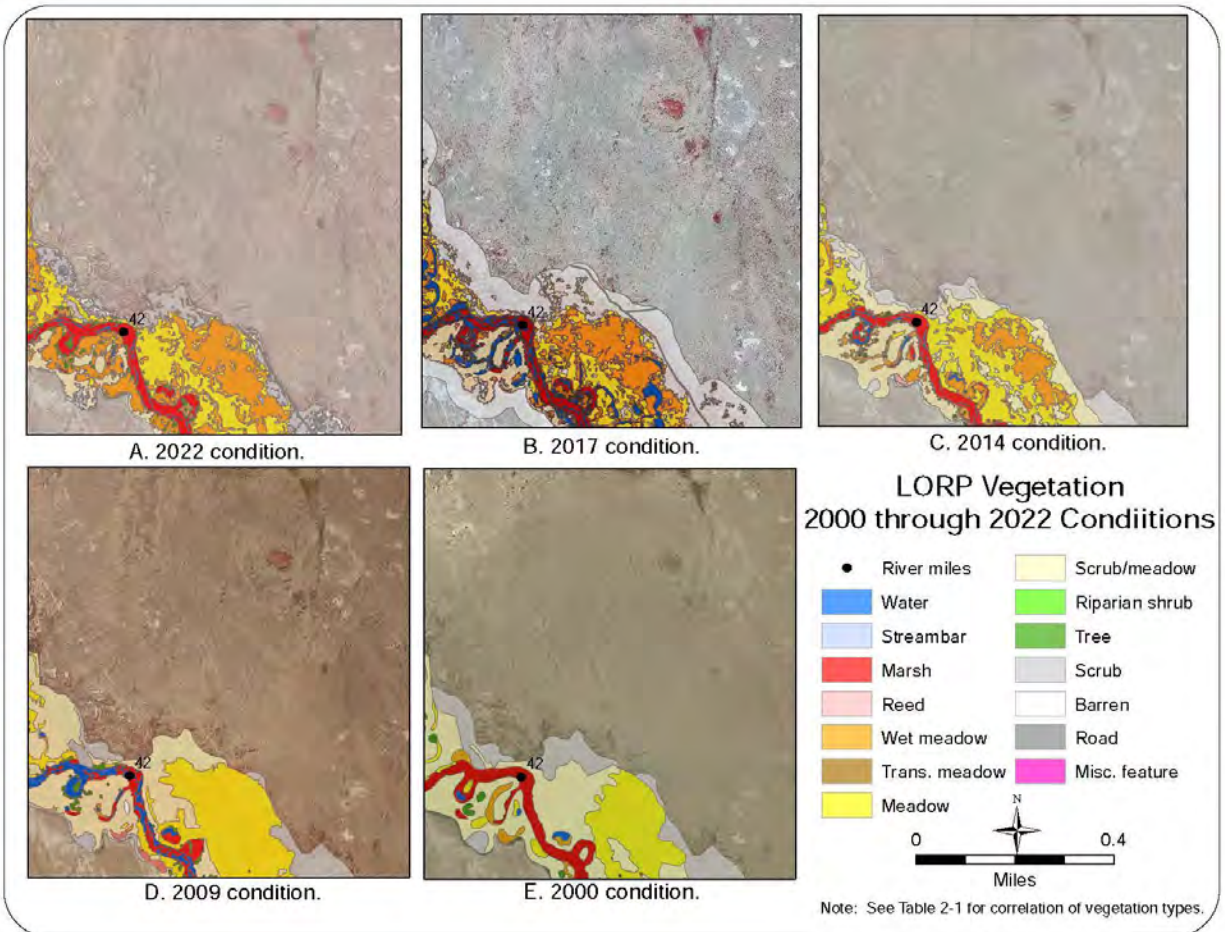 42
A. 2022 condition.
42
B. 2017 condition.
42
C. 2014 condition.
42
D. 2009 condition.
42
E. 2000 condition.
LORP Vegetation
2000 through 2022 Condiitions
River miles
Water
Streambar
Marsh
Reed
Wet meadow
Trans. meadow
Meadow
Scrub/meadow
Riparian shrub
Tree
Scrub
Barren
Road
Misc. feature
N
0 0.4
Miles
Note: See Table 2-1 for correlation of vegetation types.